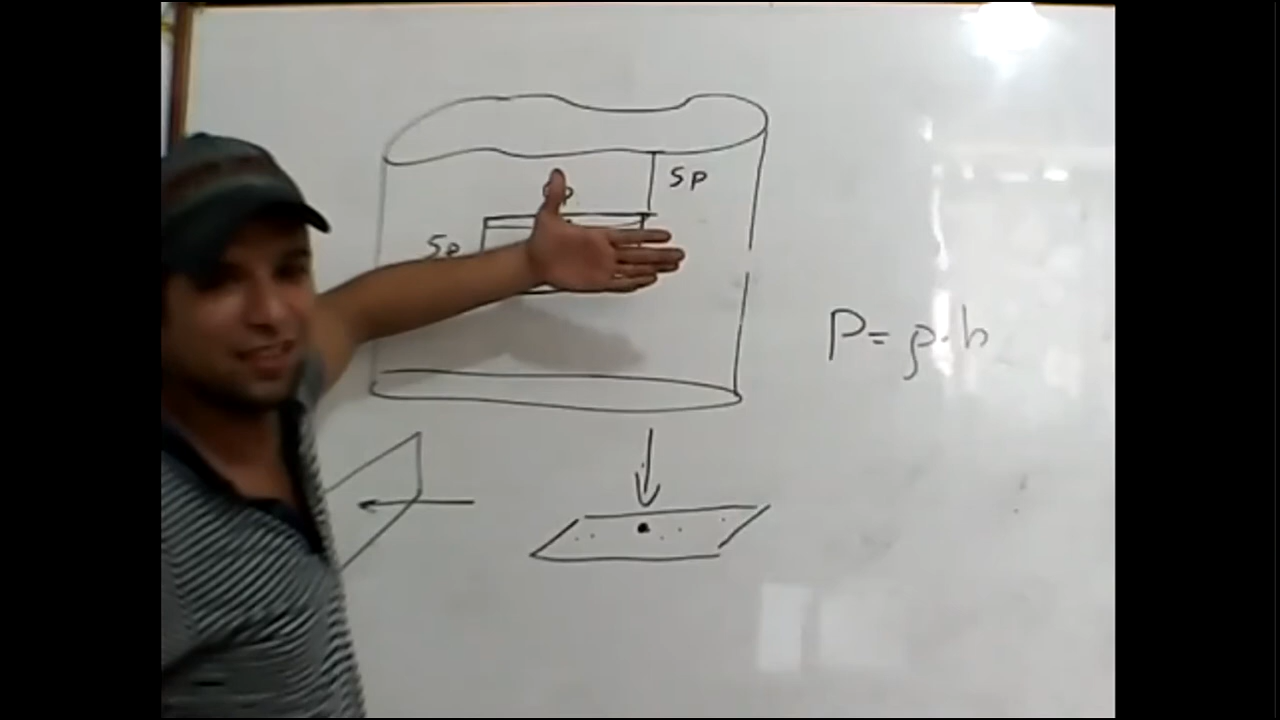 Sp
Sp
P = ρ · h